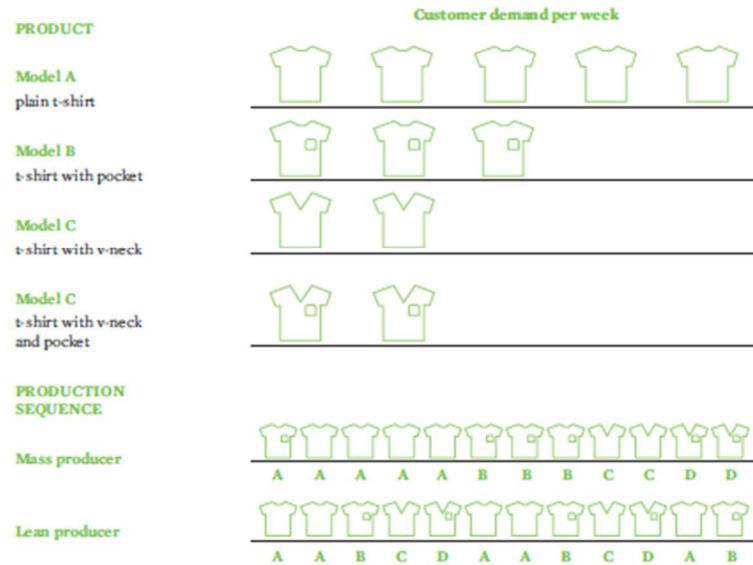 Customer demand per week
PRODUCT
Model A
plain t-shirt
Model B
t-shirt with pocket
Model C
t-shirt with v-neck
Model C
t-shirt with v-neck
and pocket
PRODUCTION
SEQUENCE
Mass producer
A A A A A B B B C C D D
Lean producer
A A B C D A A B C D A B